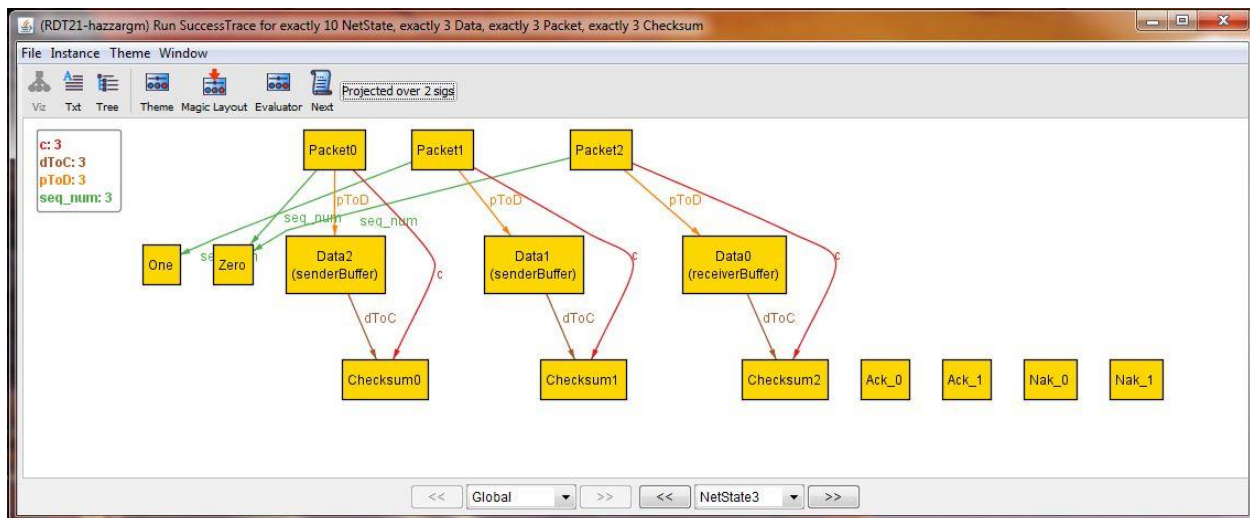 (RDT21-hazzargm) Run SuccessTrace for exactly 10 NetState, exactly 3 Data, exactly 3 Packet, exactly 3 Checksum
File Instance Theme Window
Viz Txt Tree Theme Magic Layout Evaluator Next Projected over 2 sigs
c: 3
dToC: 3
pToD: 3
seq_num: 3
Packet0 Packet1 Packet2
pToD pToD pToD
seq_num seq_num
One Zero
Data2
(senderBuffer)
Data1
(senderBuffer)
Data0
(receiverBuffer)
c c c
dToC dToC dToC
Checksum0 Checksum1 Checksum2 Ack_0 Ack_1 Nak_0 Nak_1
<< Global >> << NetState3 >>